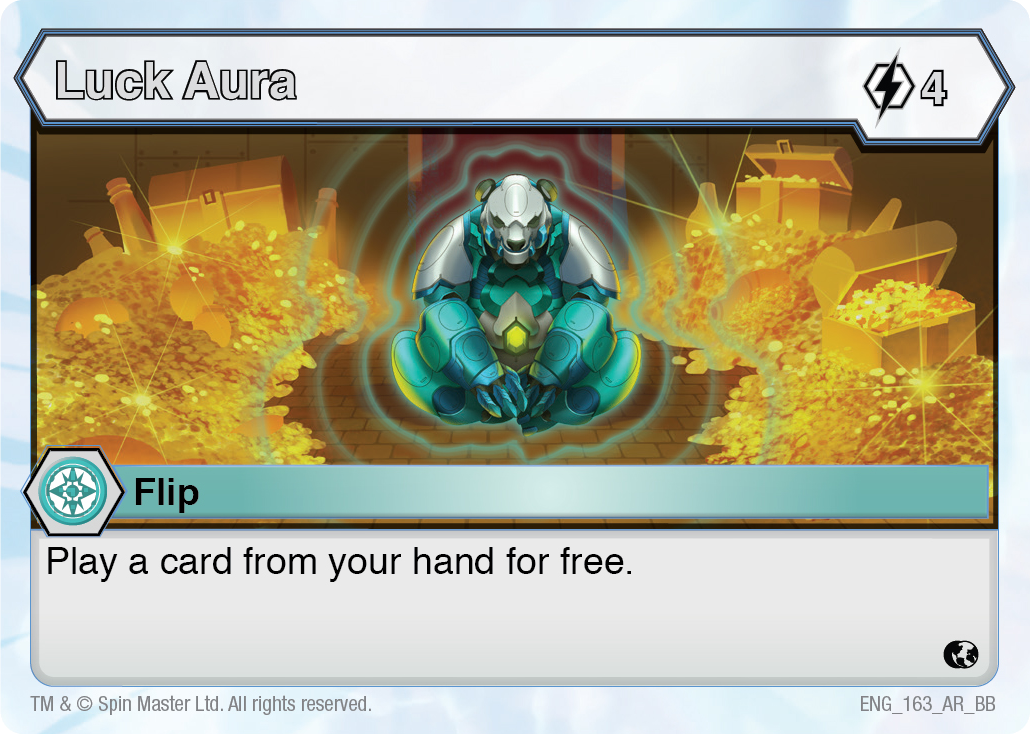 Luck Aura
4
Flip
Play a card from your hand for free.
TM & © Spin Master Ltd. All rights reserved.
ENG_163_AR_BB